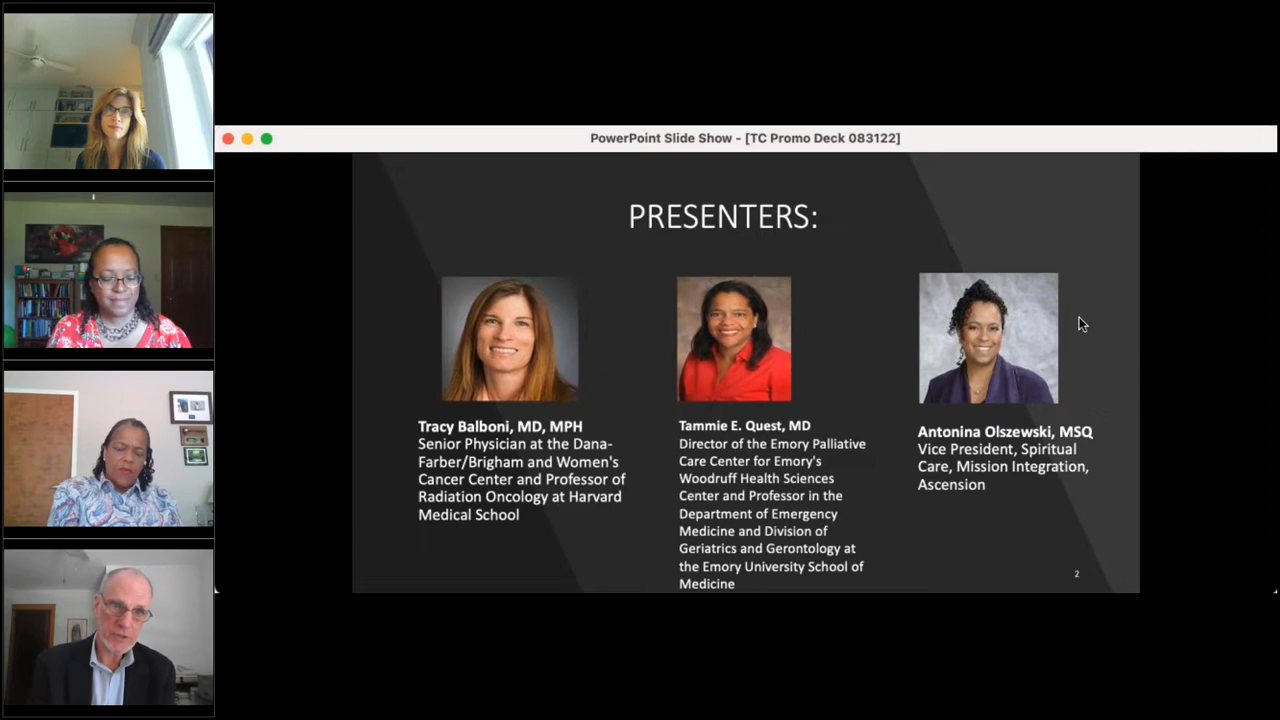 PowerPoint Slide Show - [TC Promo Deck 083122]
PRESENTERS:
Tracy Balboni, MD, MPH
Senior Physician at the Dana-
Farber/Brigham and Women's
Cancer Center and Professor of
Radiation Oncology at Harvard
Medical School
Tammie E. Quest, MD
Director of the Emory Palliative
Care Center for Emory's
Woodruff Health Sciences
Center and Professor in the
Department of Emergency
Medicine and Division of
Geriatrics and Gerontology at
the Emory University School of
Medicine
Antonina Olszewski, MSQ
Vice President, Spiritual
Care, Mission Integration,
Ascension
2